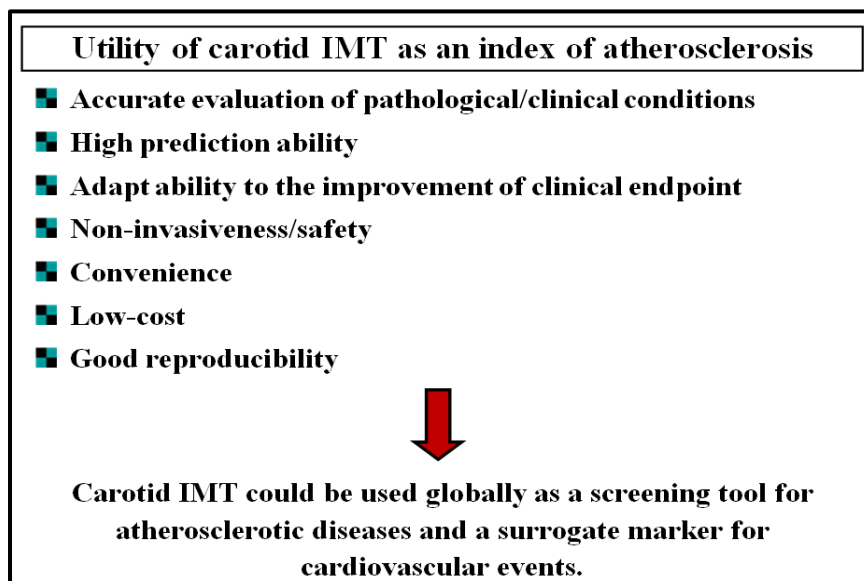 Utility of carotid IMT as an index of atherosclerosis
Accurate evaluation of pathological/clinical conditions
High prediction ability
Adapt ability to the improvement of clinical endpoint
Non-invasiveness/safety
Convenience
Low-cost
Good reproducibility
Carotid IMT could be used globally as a screening tool for
atherosclerotic diseases and a surrogate marker for
cardiovascular events.